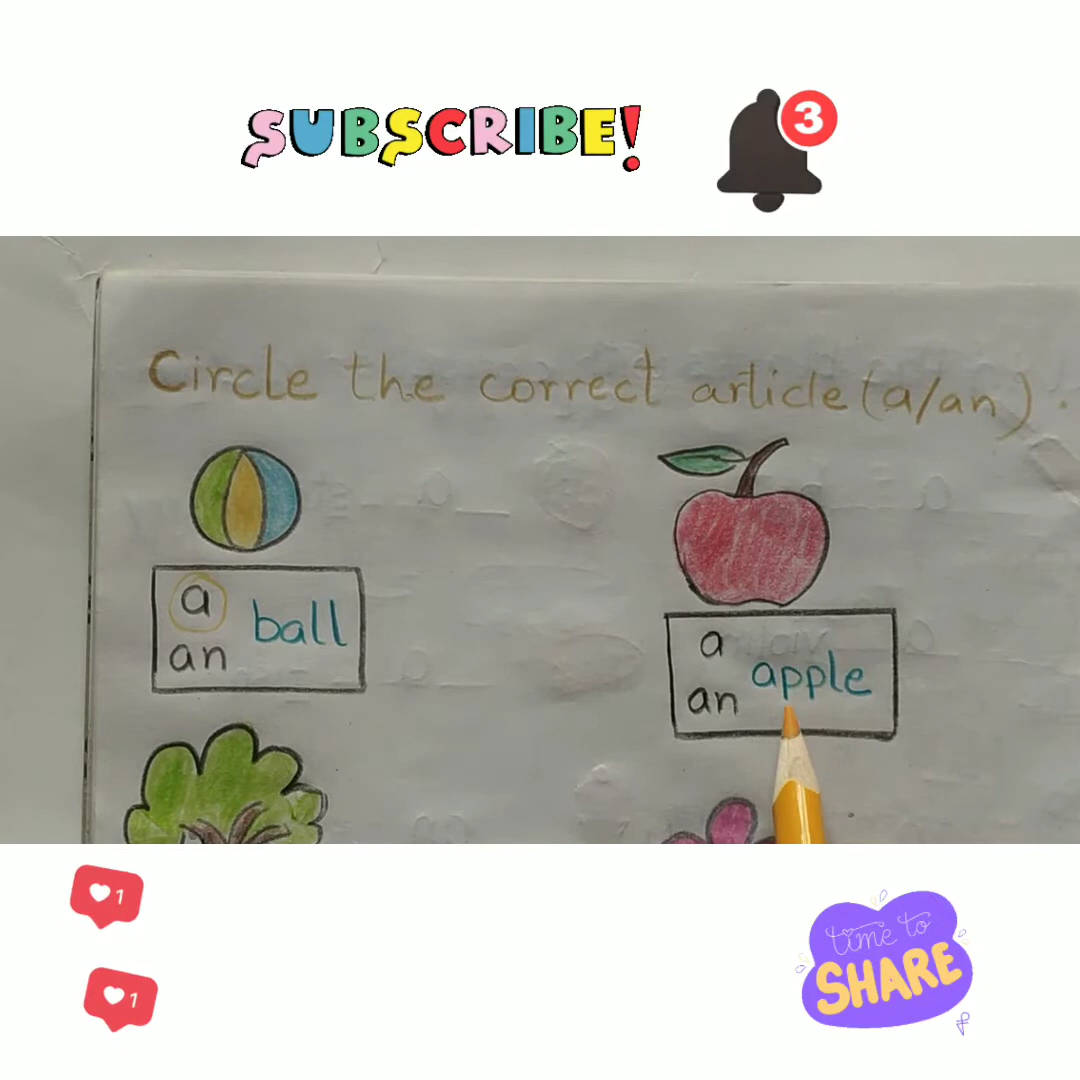 SUBSCRIBE!
3
Circle the correct article (a/an).
a
an
ball
a
an
apple
1
1
time to
SHARE